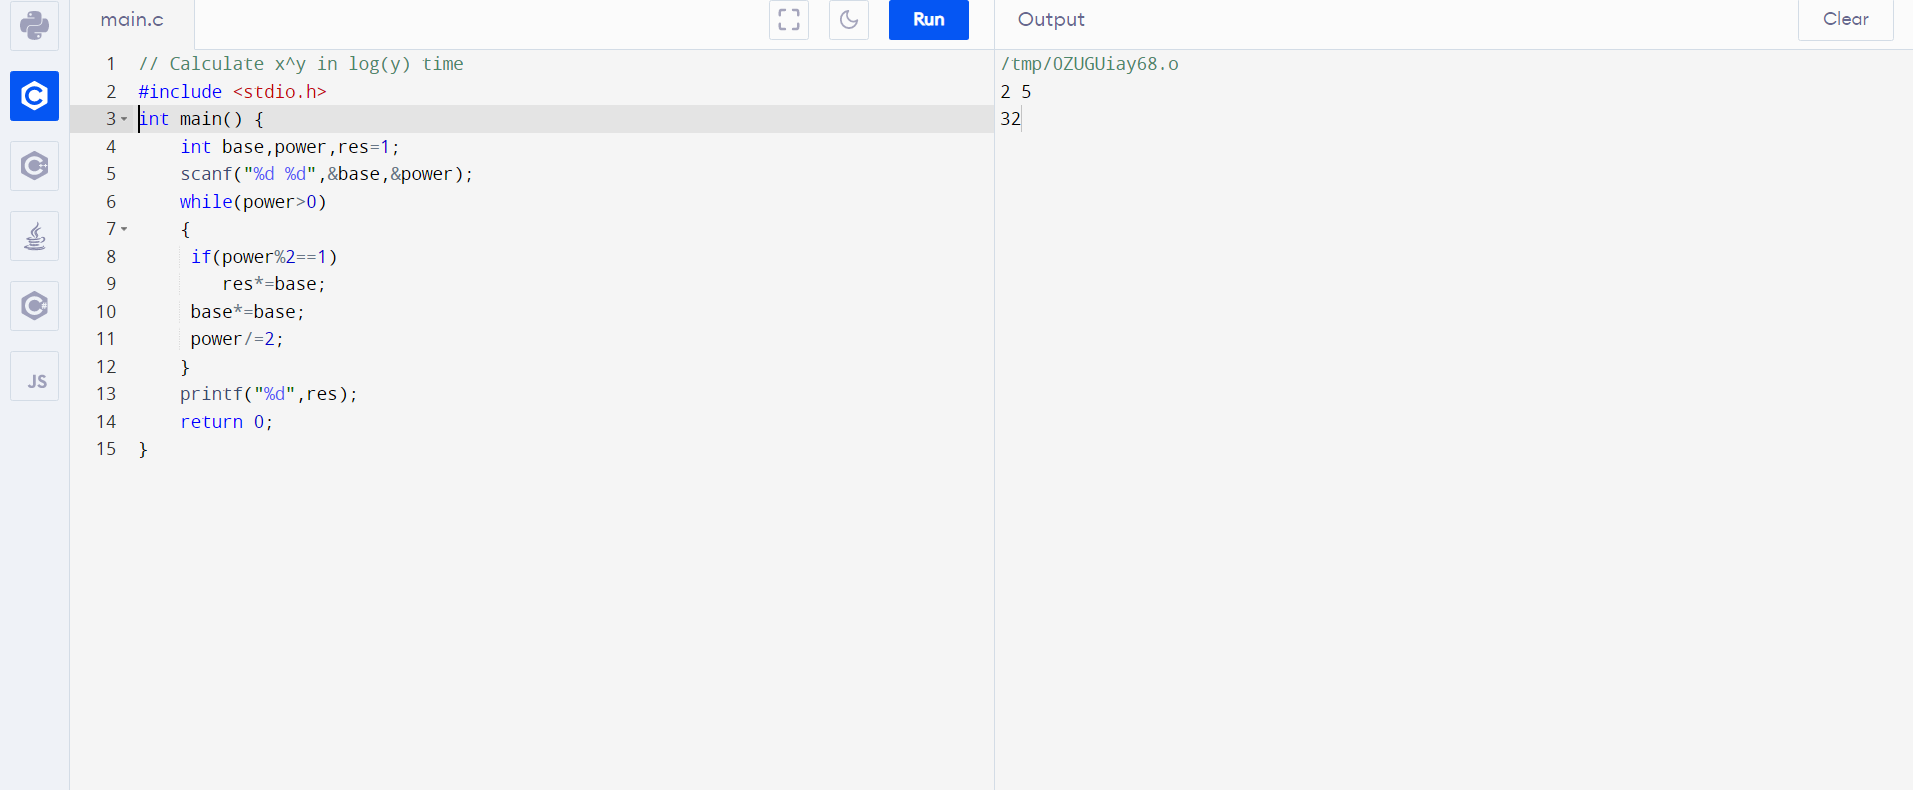 main.c
Run
Output
Clear
1 // Calculate x^y in log(y) time
2 #include <stdio.h>
3 int main() {
4     int base,power,res=1;
5     scanf("%d %d",&base,&power);
6     while(power>0)
7     {
8      if(power%2==1)
9         res*=base;
10      base*=base;
11      power/=2;
12     }
13     printf("%d",res);
14     return 0;
15 }
/tmp/0ZUGUiay68.o
2 5
32
C
C++
C
C#
JS